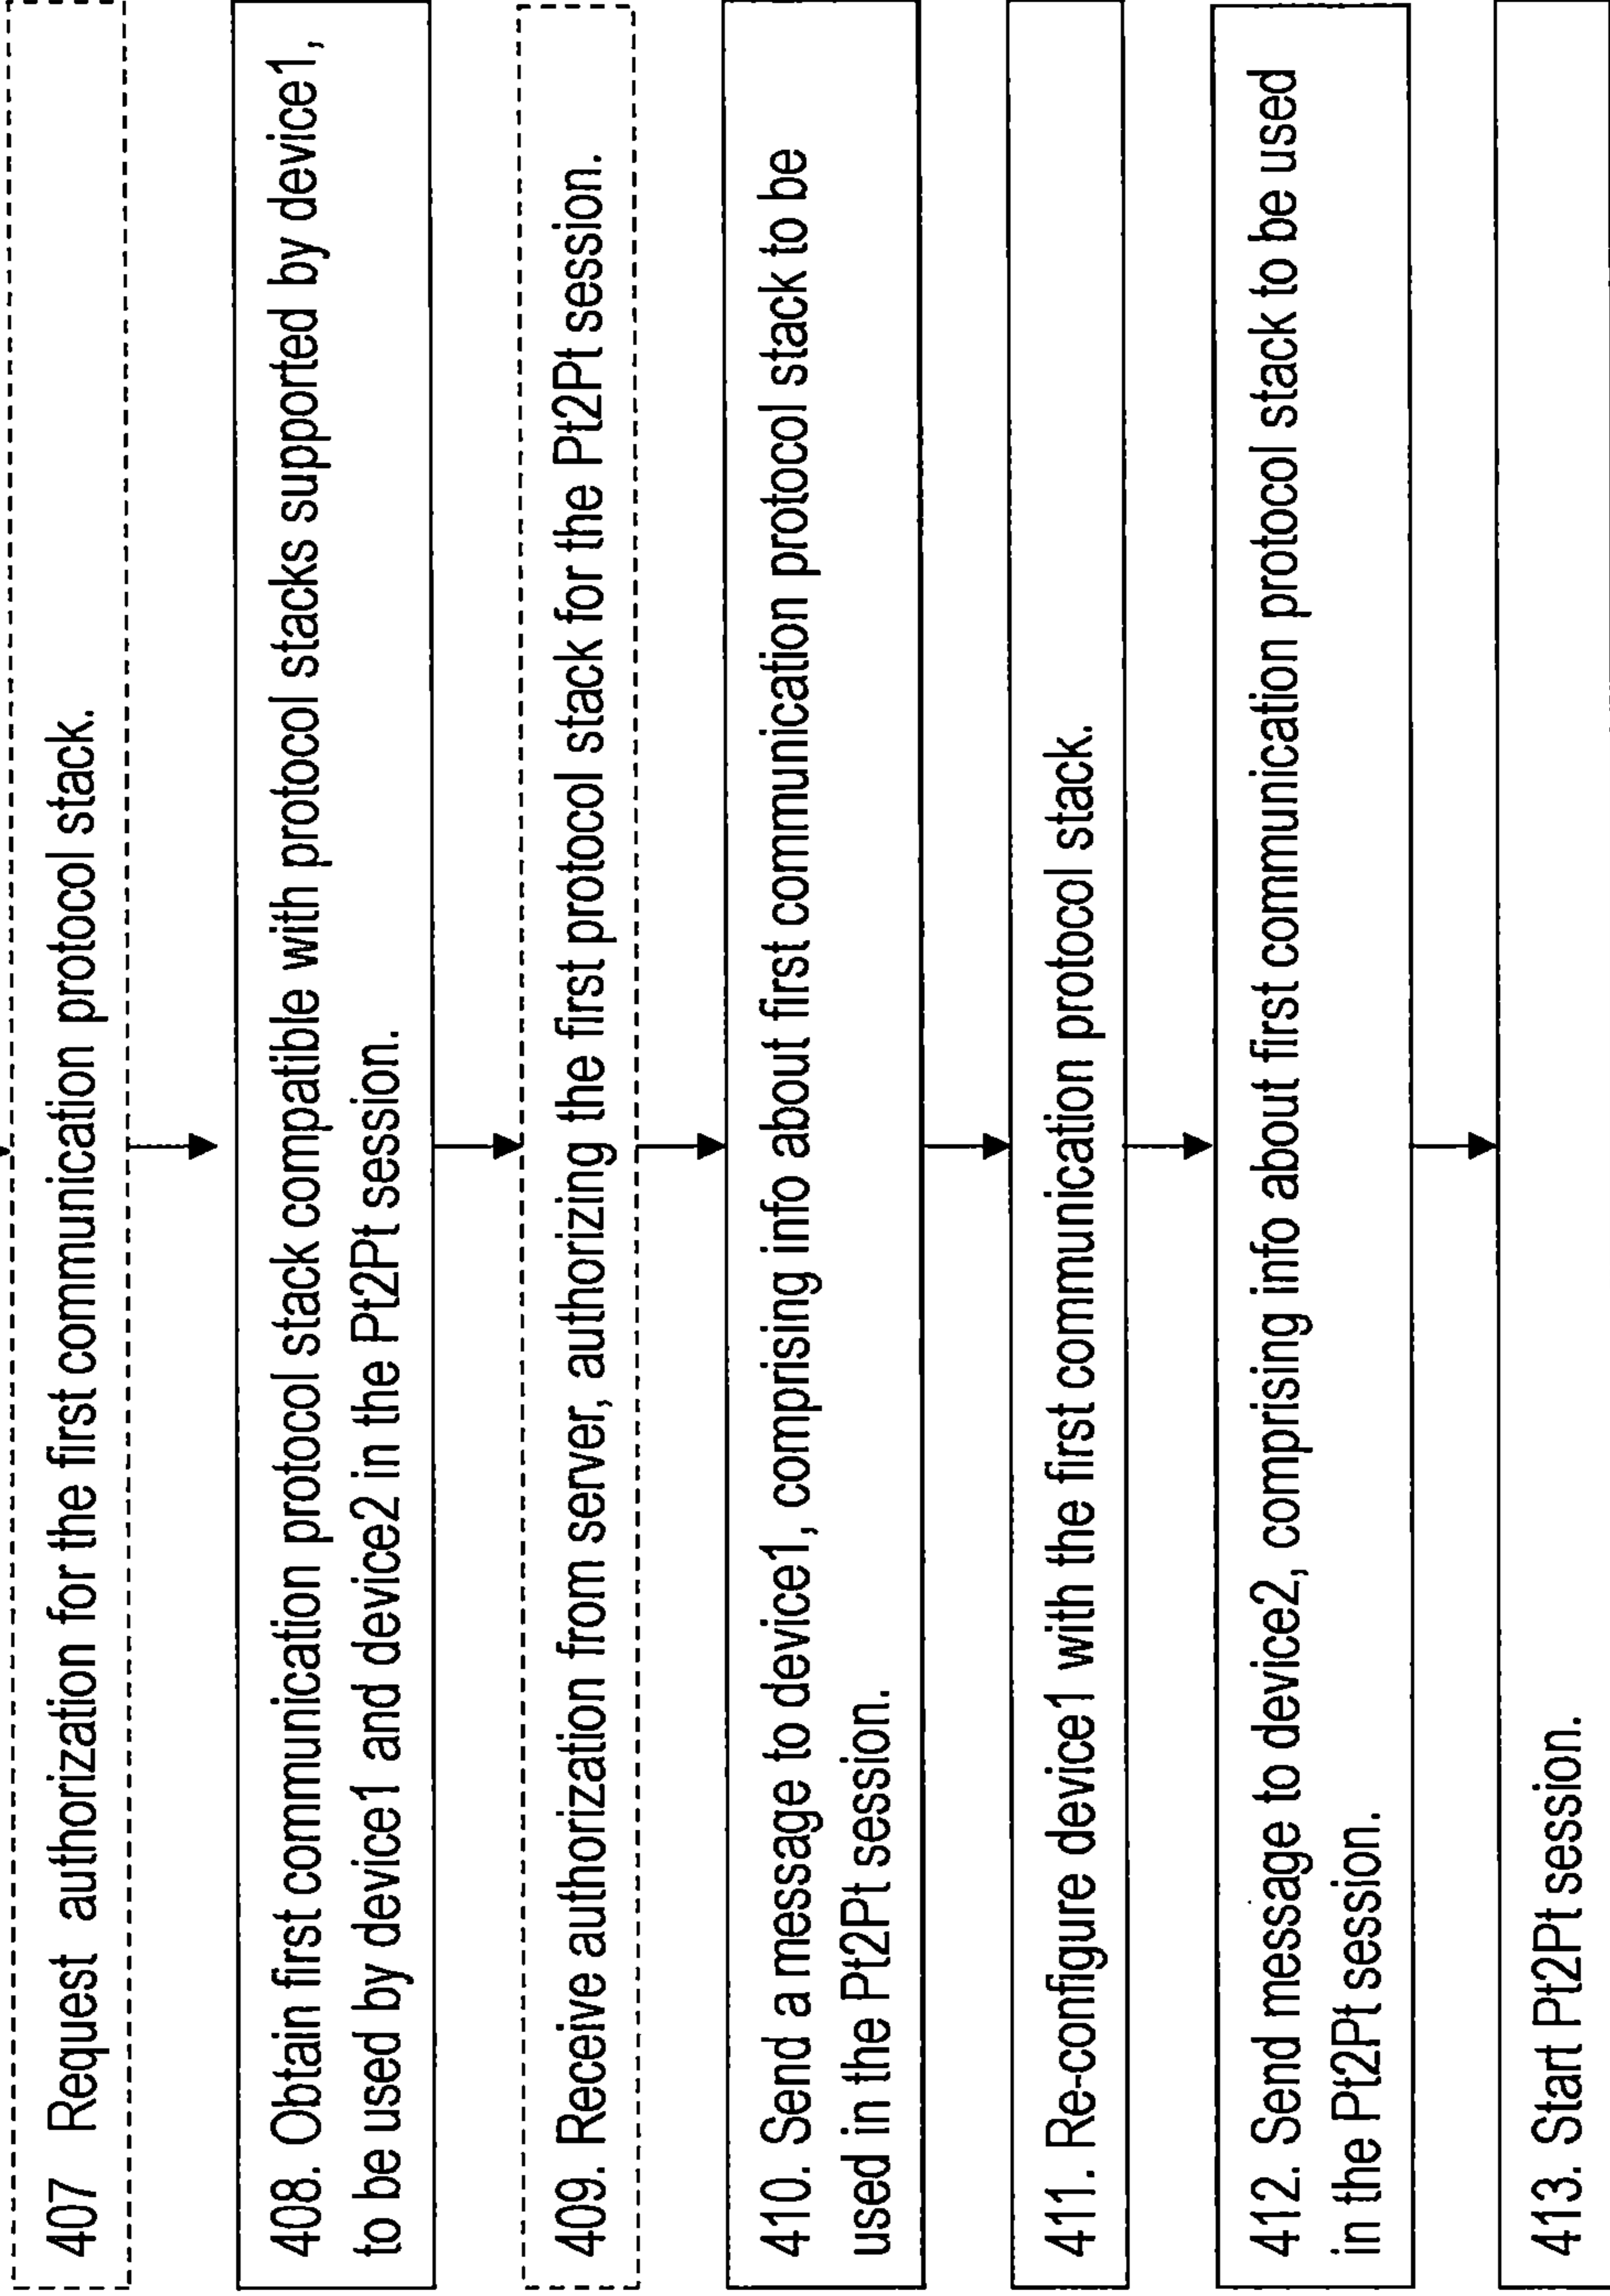 407 Request authorization for the first communication protocol stack.
408. Obtain first communication protocol stack compatible with protocol stacks supported by device1,
to be used by device1 and device2 in the Pt2Pt session.
409. Receive authorization from server, authorizing the first protocol stack for the Pt2Pt session.
410. Send a message to device1, comprising info about first communication protocol stack to be
used in the Pt2Pt session.
411. Re-configure device1 with the first communication protocol stack.
412. Send message to device2, comprising info about first communication protocol stack to be used
in the Pt2Pt session.
413. Start Pt2Pt session.